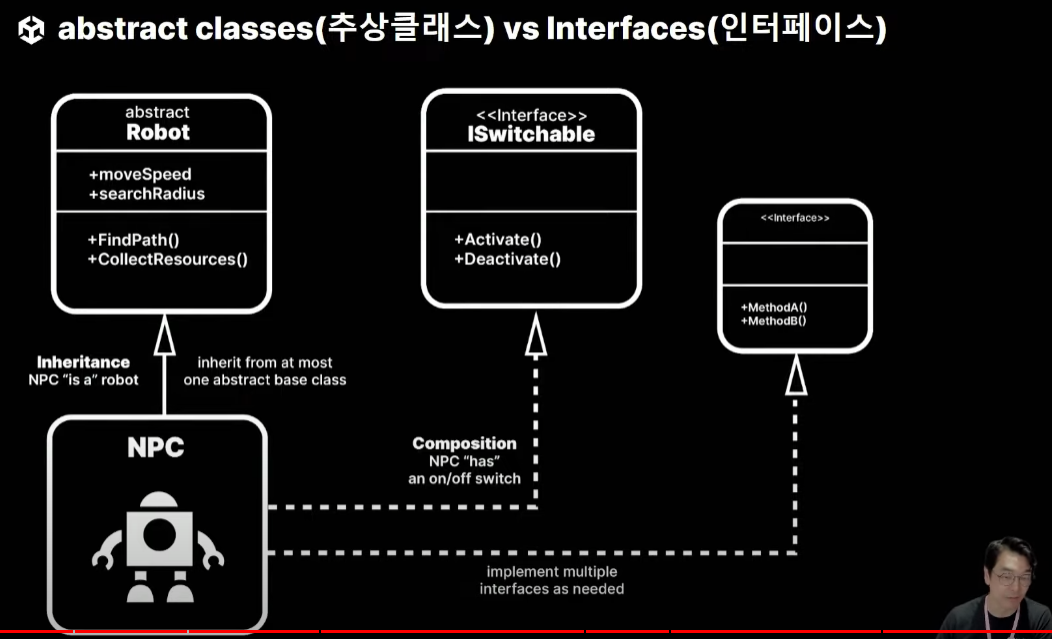 abstract classes(추상클래스) vs Interfaces(인터페이스)
abstract
Robot
+moveSpeed
+searchRadius
+FindPath()
+CollectResources()
<<Interface>>
ISwitchable
+Activate()
+Deactivate()
<<Interface>>
+MethodA()
+MethodB()
Inheritance
NPC “is a” robot
inherit from at most
one abstract base class
NPC
Composition
NPC “has”
an on/off switch
implement multiple
interfaces as needed